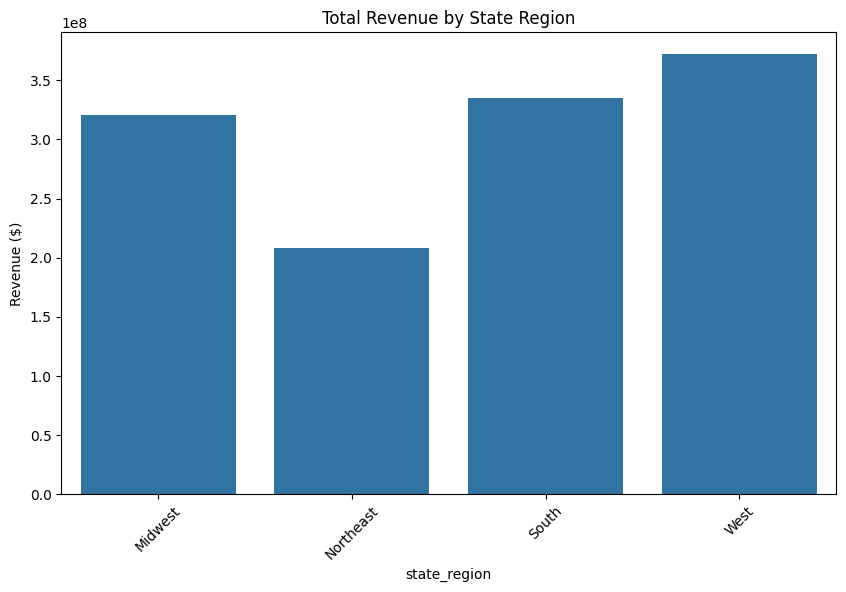 Total Revenue by State Region
1e8
Revenue ($)
3.5
3.0
2.5
2.0
1.5
1.0
0.5
0.0
Midwest
Northeast
South
West
state_region